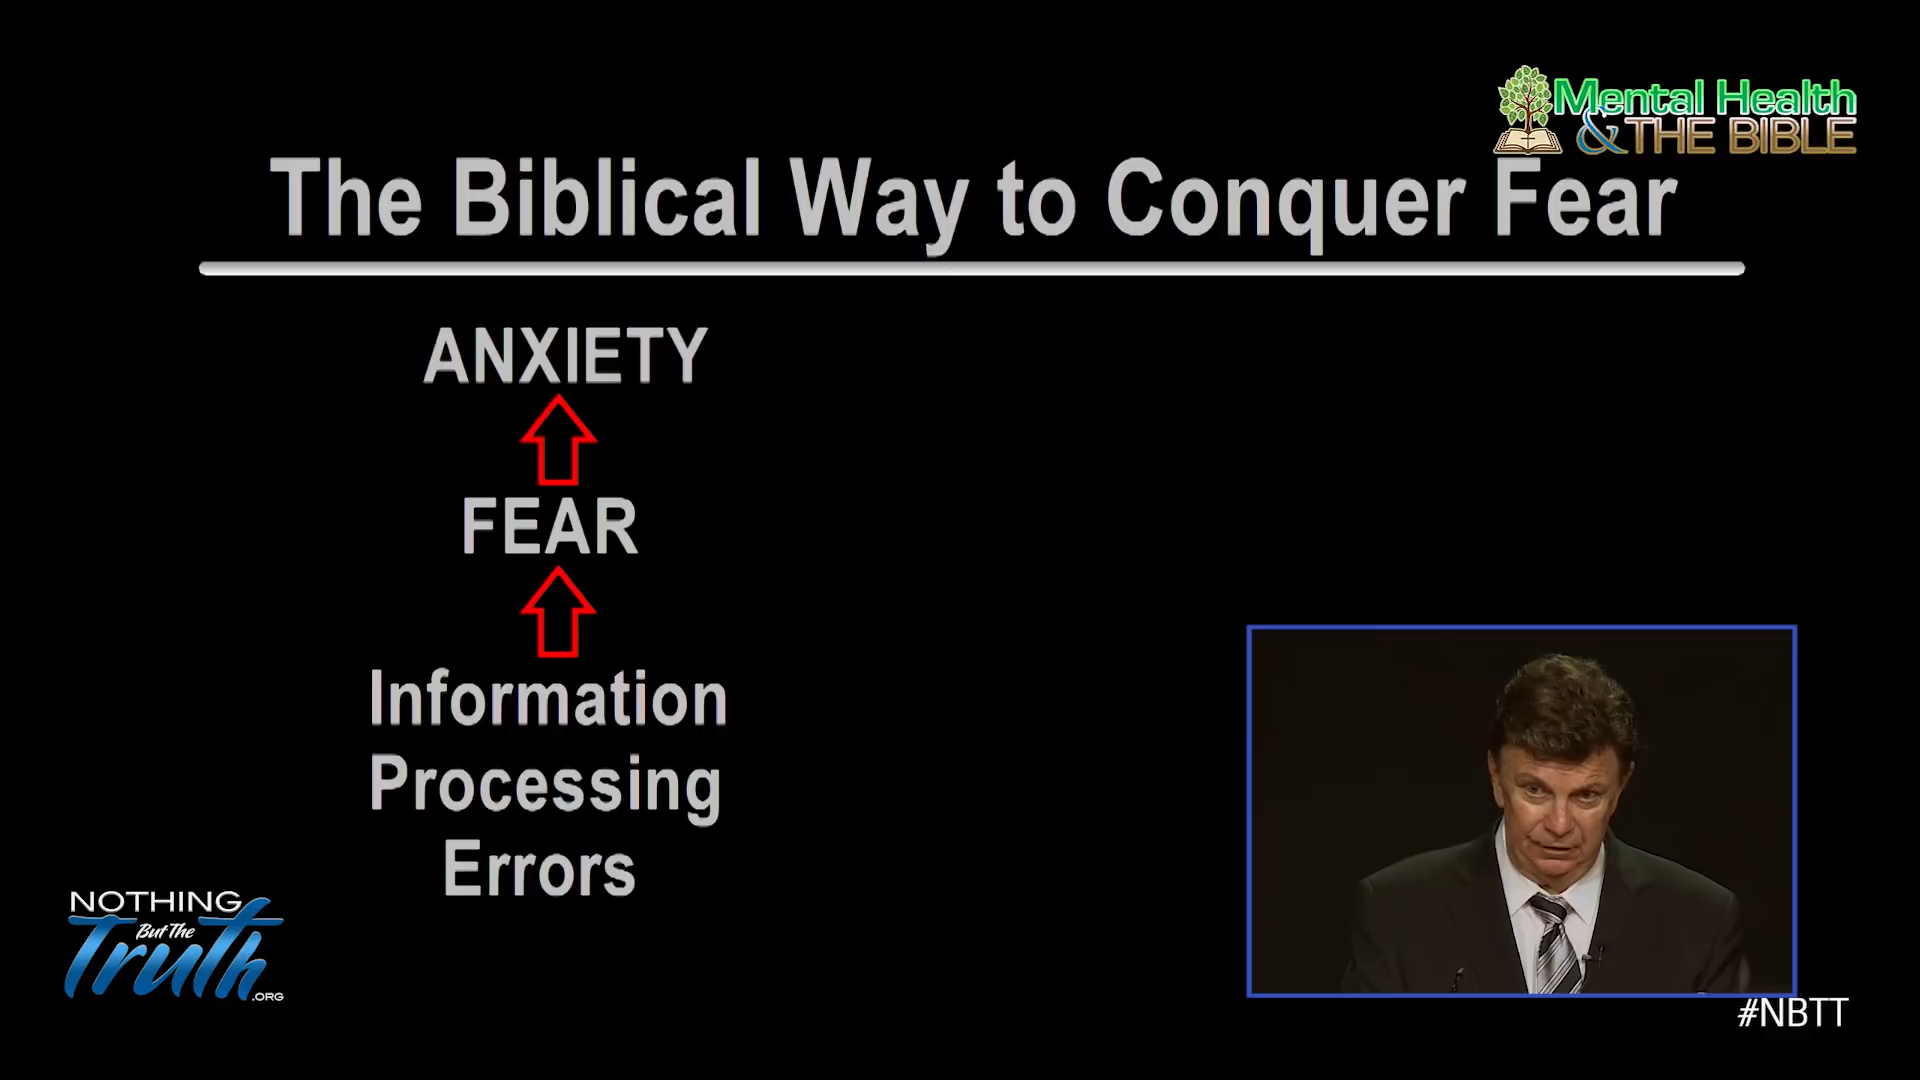 Mental Health
& THE BIBLE
The Biblical Way to Conquer Fear
ANXIETY
FEAR
Information
Processing
Errors
NOTHING
But The
Truth
.ORG
#NBTT